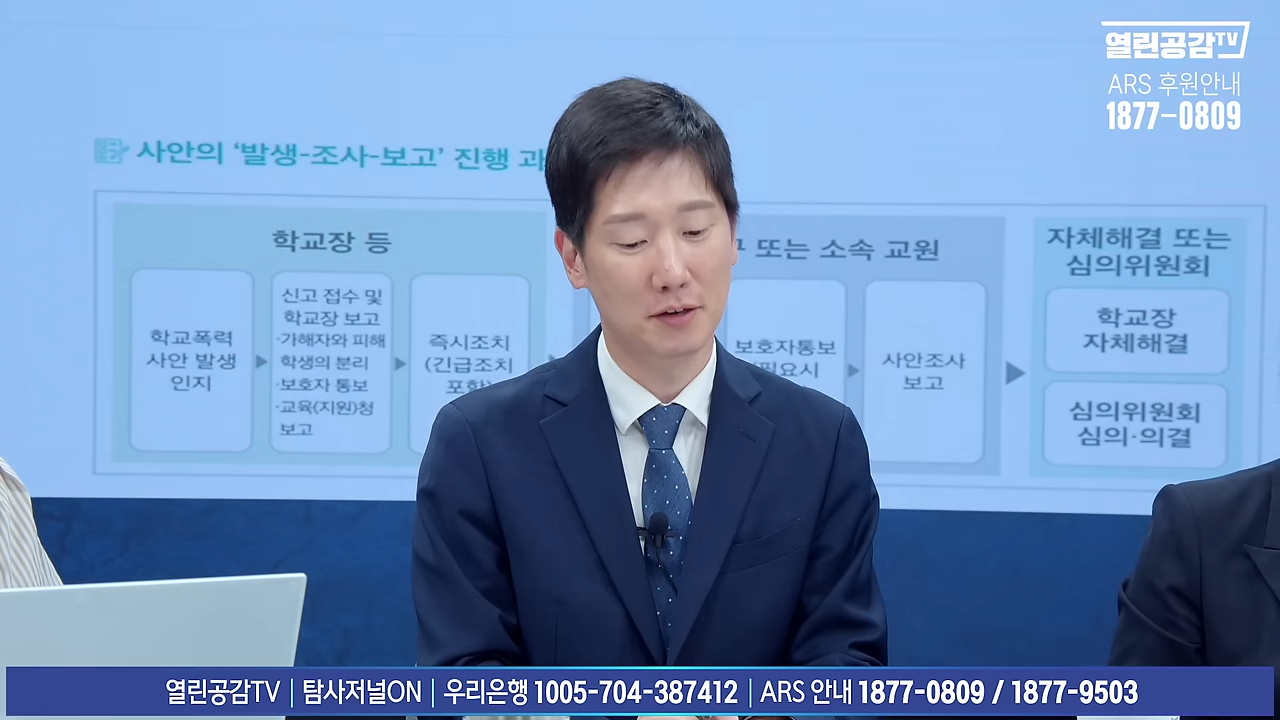 열린공감TV
ARS 후원안내
1877-0809
사안의 ‘발생-조사-보고’ 진행 과
학교장 등
학교폭력
사안 발생
인지
신고 접수 및
학교장 보고
·가해자와 피해
학생의 분리
·보호자 통보
·교육(지원)청
보고
즉시조치
(긴급조치
포함)
또는 소속 교원
보호자통보
필요시
사안조사
보고
자체해결 또는
심의위원회
학교장
자체해결
심의위원회
심의·의결
열린공감TV | 탐사저널ON | 우리은행 1005-704-387412 | ARS 안내 1877-0809 / 1877-9503